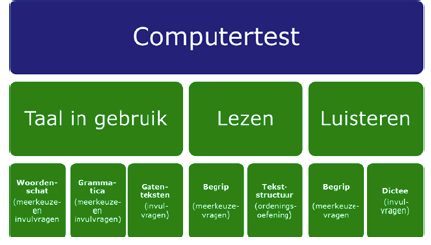 Computertest
Taal in gebruik
Lezen
Luisteren
Woorden-
schat
(meerkeuze-
en
invulvragen
Gramma-
tica
(meerkeuze-
en
invulvragen)
Gaten-
teksten
(invul-
vragen)
Begrip
(meerkeuze-
vragen)
Tekst-
structuur
(ordenings-
oefening)
Begrip
(meerkeuze-
vragen
Dictee
(invul-
vragen)